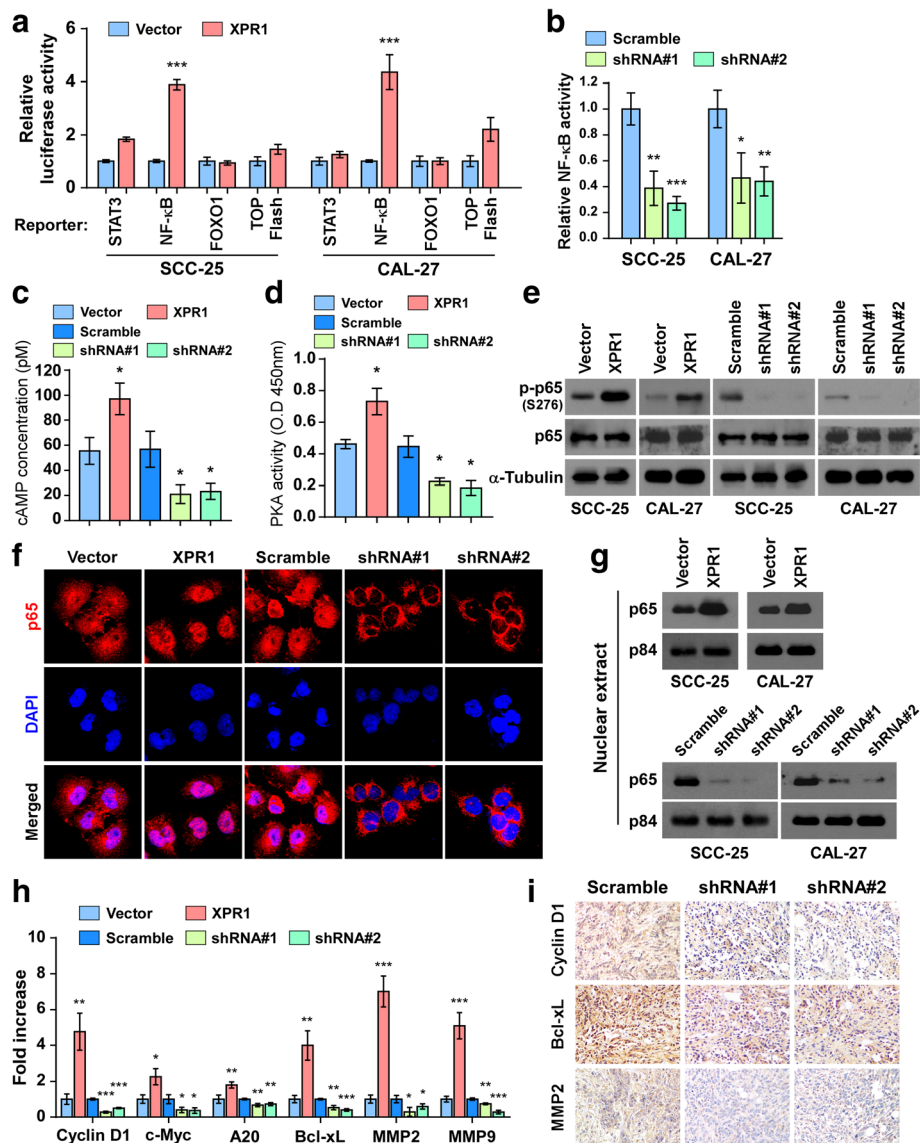 a
Vector XPR1
Relative
luciferase activity
6
4
2
0
***
***
Reporter:
STAT3
NF-κB
FOXO1
TOP
Flash
STAT3
NF-κB
FOXO1
TOP
Flash
SCC-25 CAL-27
b
Scramble
shRNA#1 shRNA#2
Relative NF-κB activity
1.2
1.0
0.8
0.6
0.4
0.2
0.0
** *** * **
SCC-25 CAL-27
c
Vector XPR1
Scramble
shRNA#1 shRNA#2
cAMP concentration (pM)
120
100
80
60
40
20
0
* * *
d
Vector XPR1
Scramble
shRNA#1 shRNA#2
PKA activity (O.D 450nm)
1.0
0.8
0.6
0.4
0.2
0.0
* * *
e
Vector XPR1 Vector XPR1 Scramble shRNA#1 shRNA#2 Scramble shRNA#1 shRNA#2
p-p65
(S276)
p65
α-Tubulin
SCC-25 CAL-27 SCC-25 CAL-27
f
Vector XPR1 Scramble shRNA#1 shRNA#2
p65
DAPI
Merged
g
Nuclear extract
Vector XPR1 Vector XPR1
p65
p84
SCC-25 CAL-27
Scramble shRNA#1 shRNA#2 Scramble shRNA#1 shRNA#2
p65
p84
SCC-25 CAL-27
h
Vector XPR1
Scramble shRNA#1 shRNA#2
Fold increase
10
8
6
4
2
0
** *** ***
* * *
** ** **
** ** ***
*** * *
*** ** ***
Cyclin D1 c-Myc A20 Bcl-xL MMP2 MMP9
i
Scramble shRNA#1 shRNA#2
Cyclin D1
Bcl-xL
MMP2